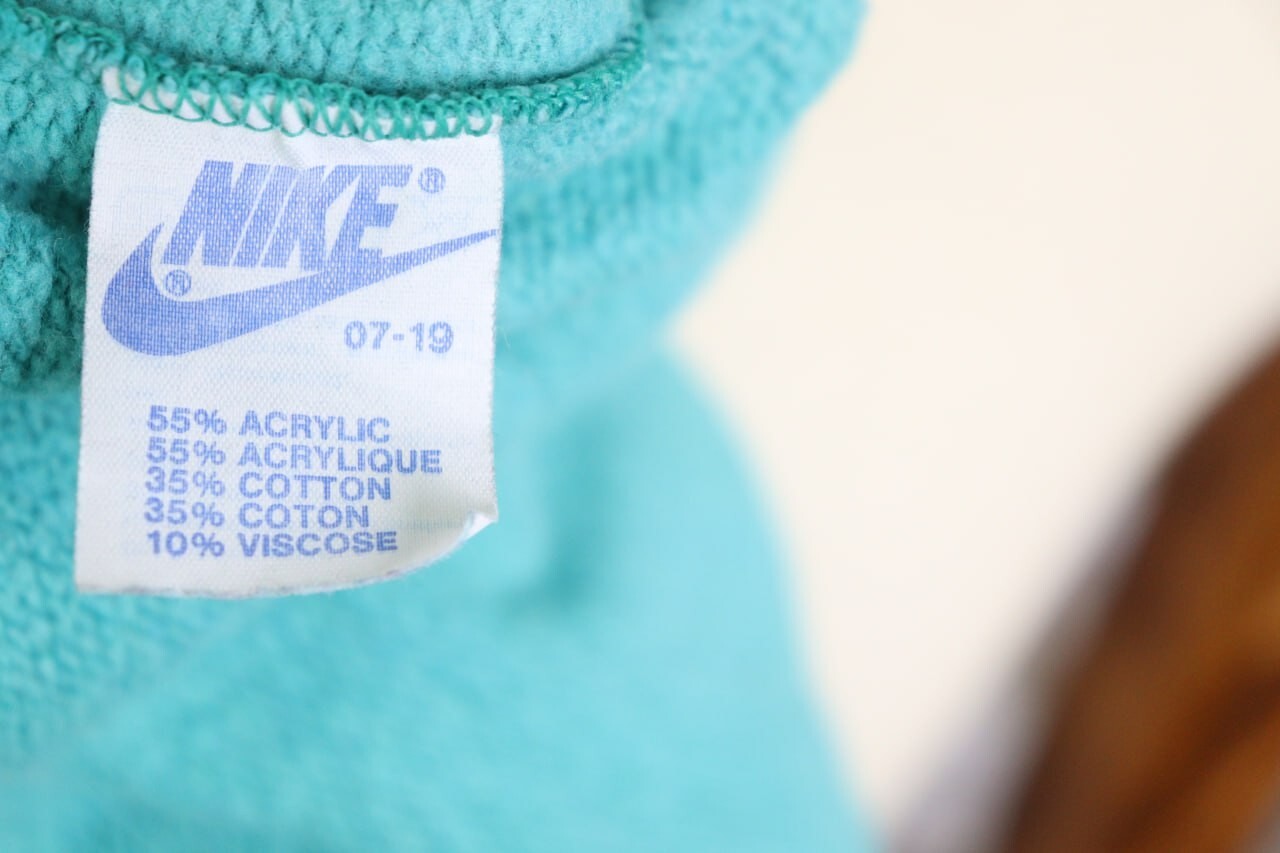 NIKE®
®
07-19
55% ACRYLIC
55% ACRYLIQUE
35% COTTON
35% COTON
10% VISCOSE